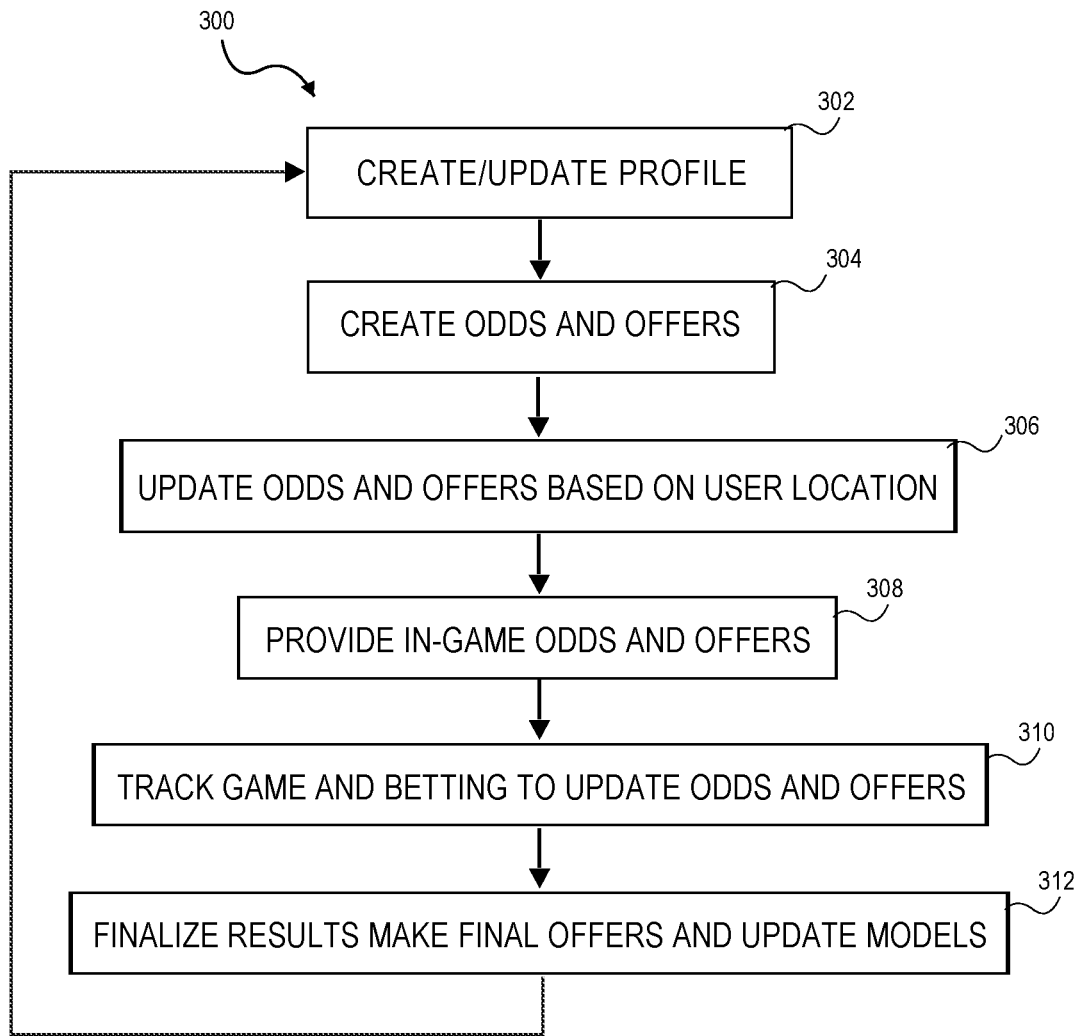 300
302
CREATE/UPDATE PROFILE
304
CREATE ODDS AND OFFERS
306
UPDATE ODDS AND OFFERS BASED ON USER LOCATION
308
PROVIDE IN-GAME ODDS AND OFFERS
310
TRACK GAME AND BETTING TO UPDATE ODDS AND OFFERS
312
FINALIZE RESULTS MAKE FINAL OFFERS AND UPDATE MODELS